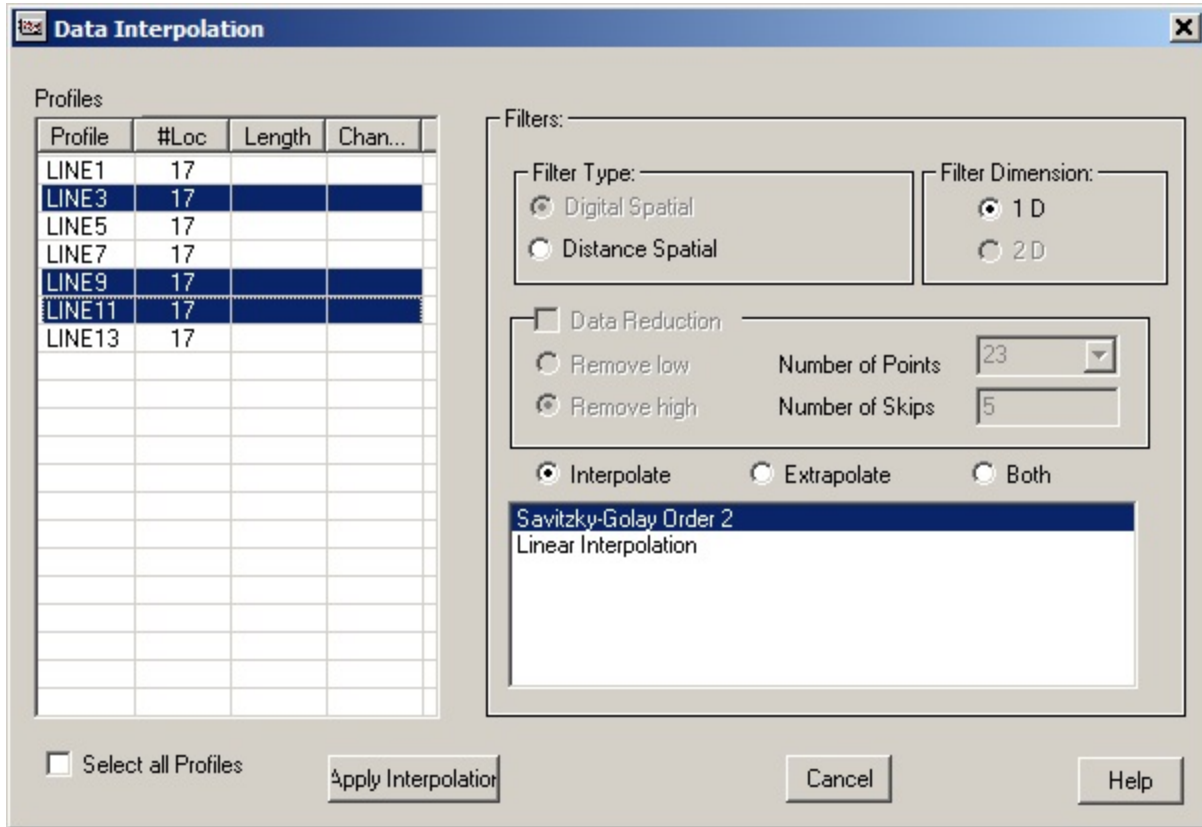 Data Interpolation
Profiles
Profile #Loc Length Chan...
LINE1 17
LINE3 17
LINE5 17
LINE7 17
LINE9 17
LINE11 17
LINE13 17
Select all Profiles
Apply Interpolation
Filters:
Filter Type:
Digital Spatial
Distance Spatial
Filter Dimension:
1 D
2 D
Data Reduction
Remove low
Remove high
Number of Points 23
Number of Skips 5
Interpolate Extrapolate Both
Savitzky-Golay Order 2
Linear Interpolation
Cancel
Help